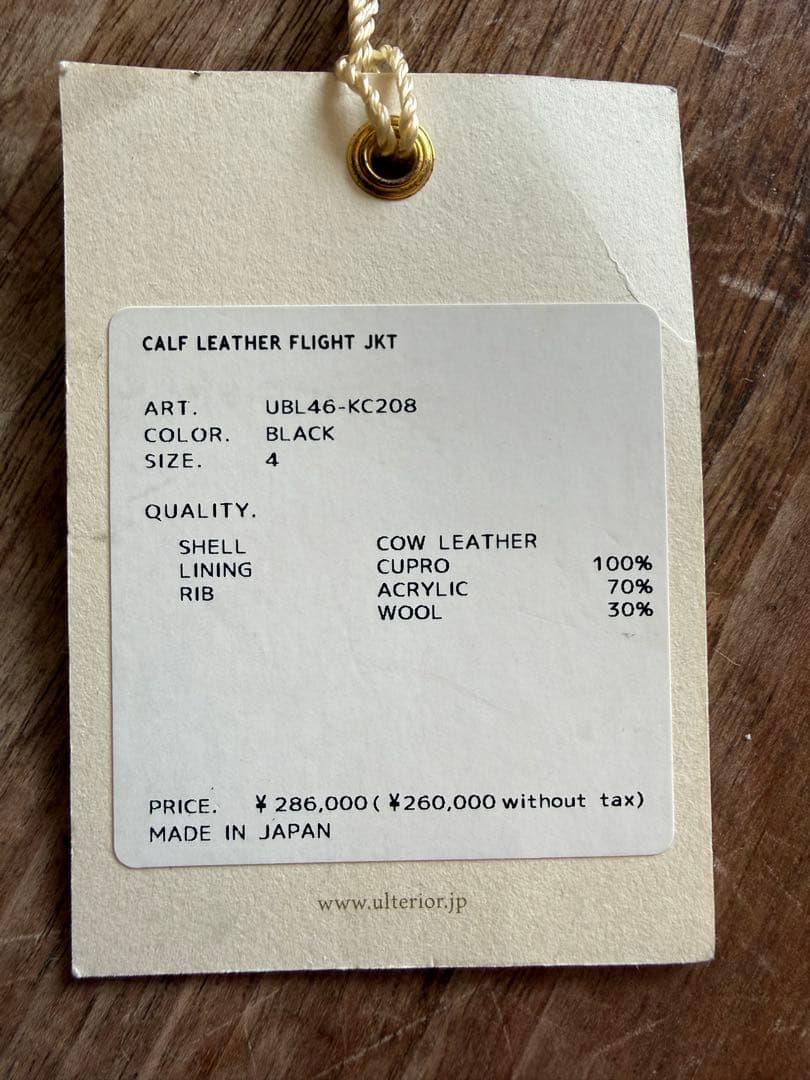 CALF LEATHER FLIGHT JKT
ART. UBL46-KC208
COLOR. BLACK
SIZE. 4
QUALITY.
SHELL COW LEATHER
LINING CUPRO 100%
RIB ACRYLIC 70%
WOOL 30%
PRICE. ¥ 286,000 ( ¥260,000 without tax)
MADE IN JAPAN
www.ulterior.jp